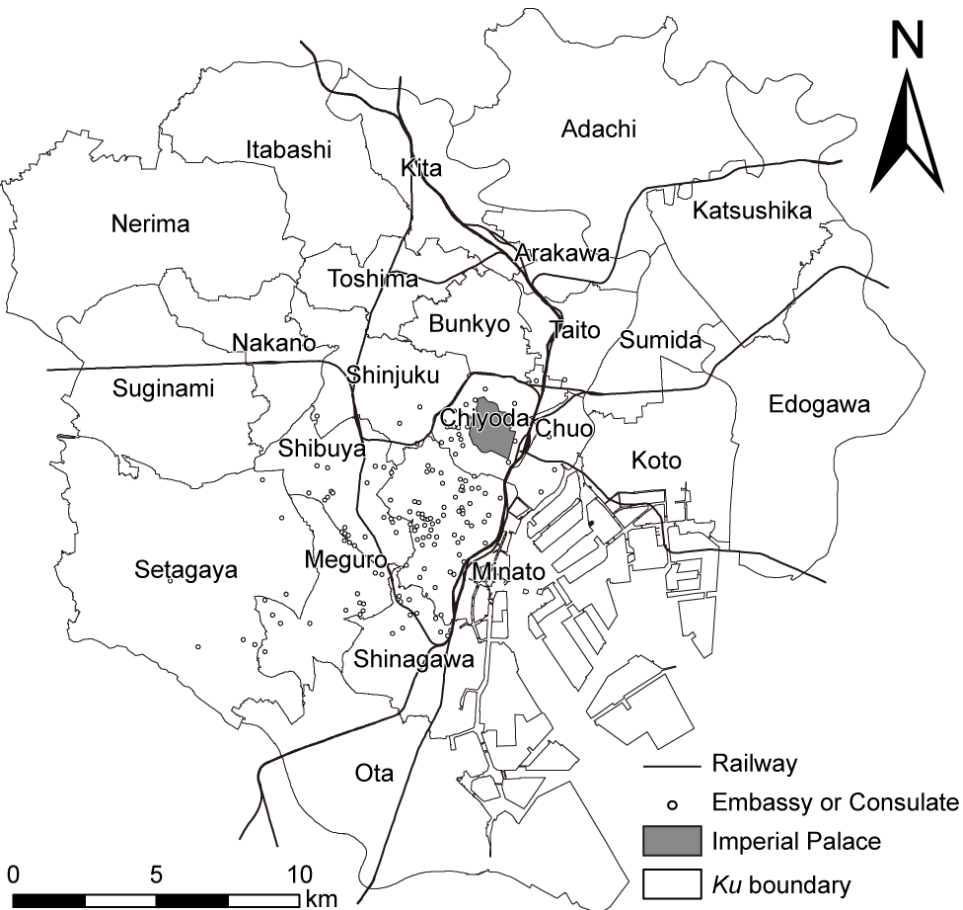 N
Adachi
Itabashi
Kita
Katsushika
Nerima
Arakawa
Toshima
Bunkyo
Taito
Sumida
Nakano
Shinjuku
Suginami
Edogawa
Chiyoda
Chuo
Shibuya
Koto
Meguro
Setagaya
Minato
Shinagawa
Ota
Railway
Embassy or Consulate
Imperial Palace
Ku boundary
0 5 10
km